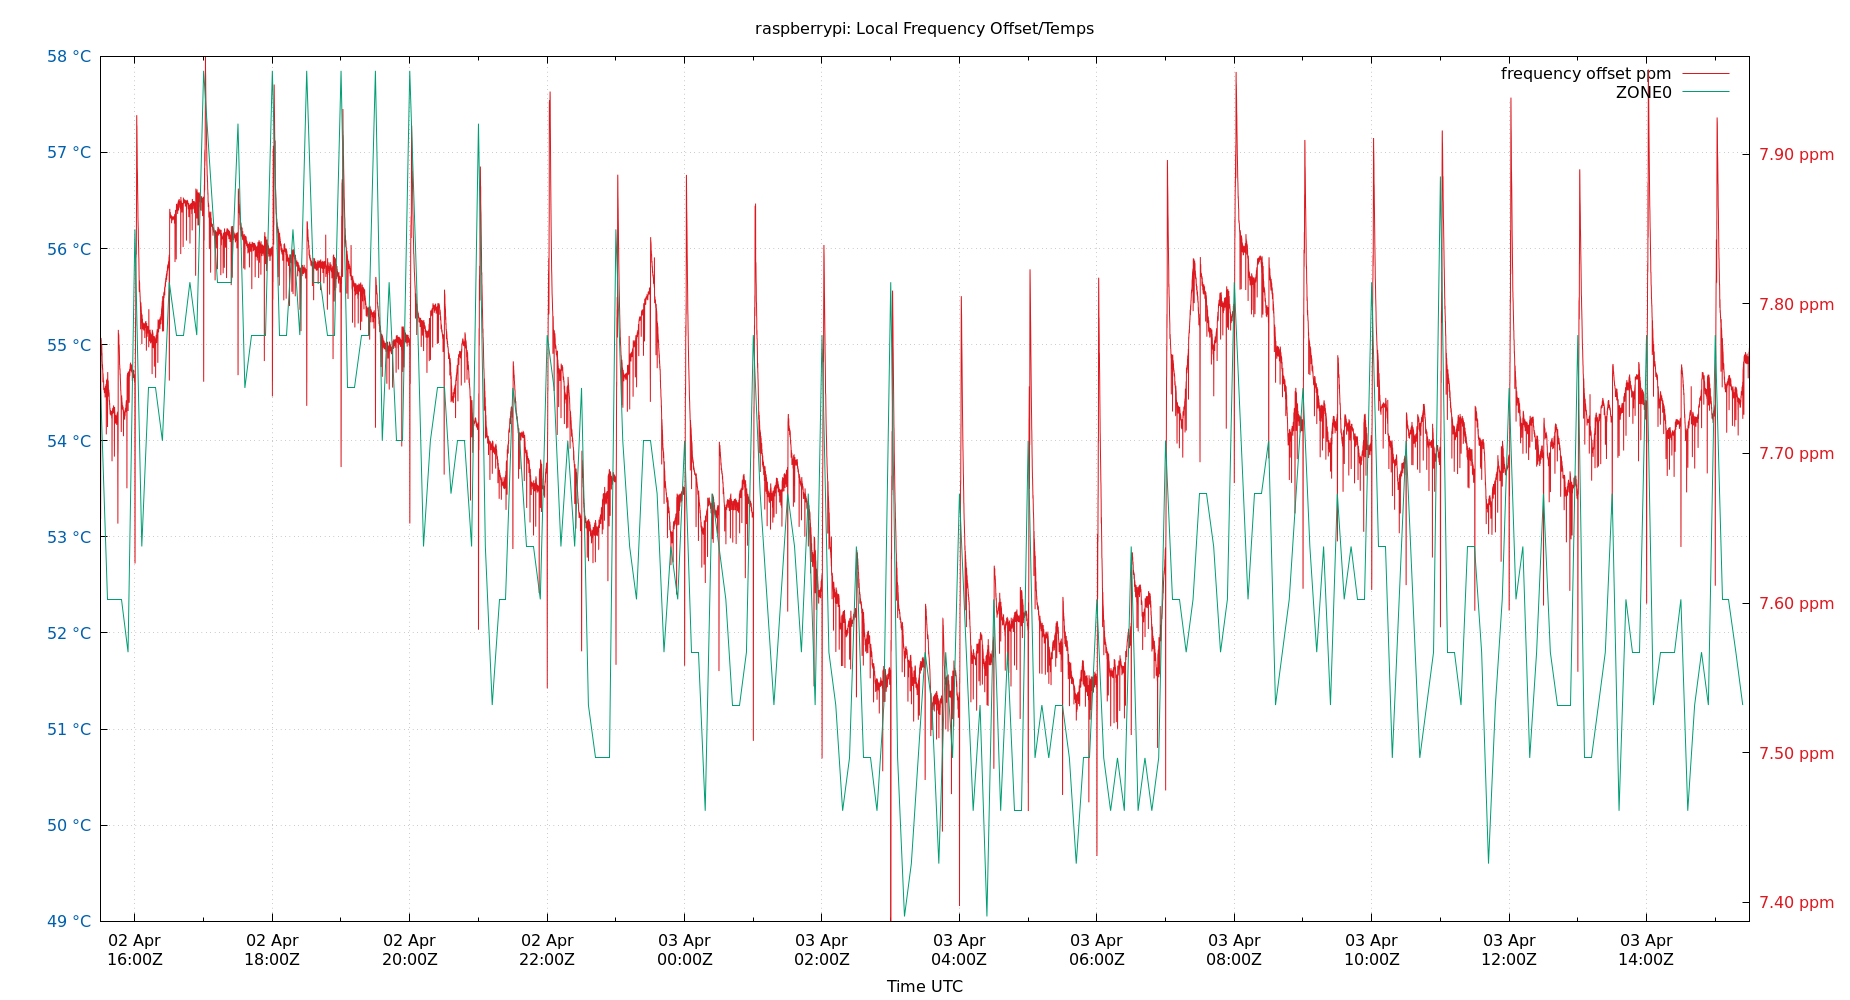 raspberrypi: Local Frequency Offset/Temps
58 °C
57 °C
56 °C
55 °C
54 °C
53 °C
52 °C
51 °C
50 °C
49 °C
frequency offset ppm
ZONE0
7.90 ppm
7.80 ppm
7.70 ppm
7.60 ppm
7.50 ppm
7.40 ppm
02 Apr
16:00Z
02 Apr
18:00Z
02 Apr
20:00Z
02 Apr
22:00Z
03 Apr
00:00Z
03 Apr
02:00Z
03 Apr
04:00Z
03 Apr
06:00Z
03 Apr
08:00Z
03 Apr
10:00Z
03 Apr
12:00Z
03 Apr
14:00Z
Time UTC